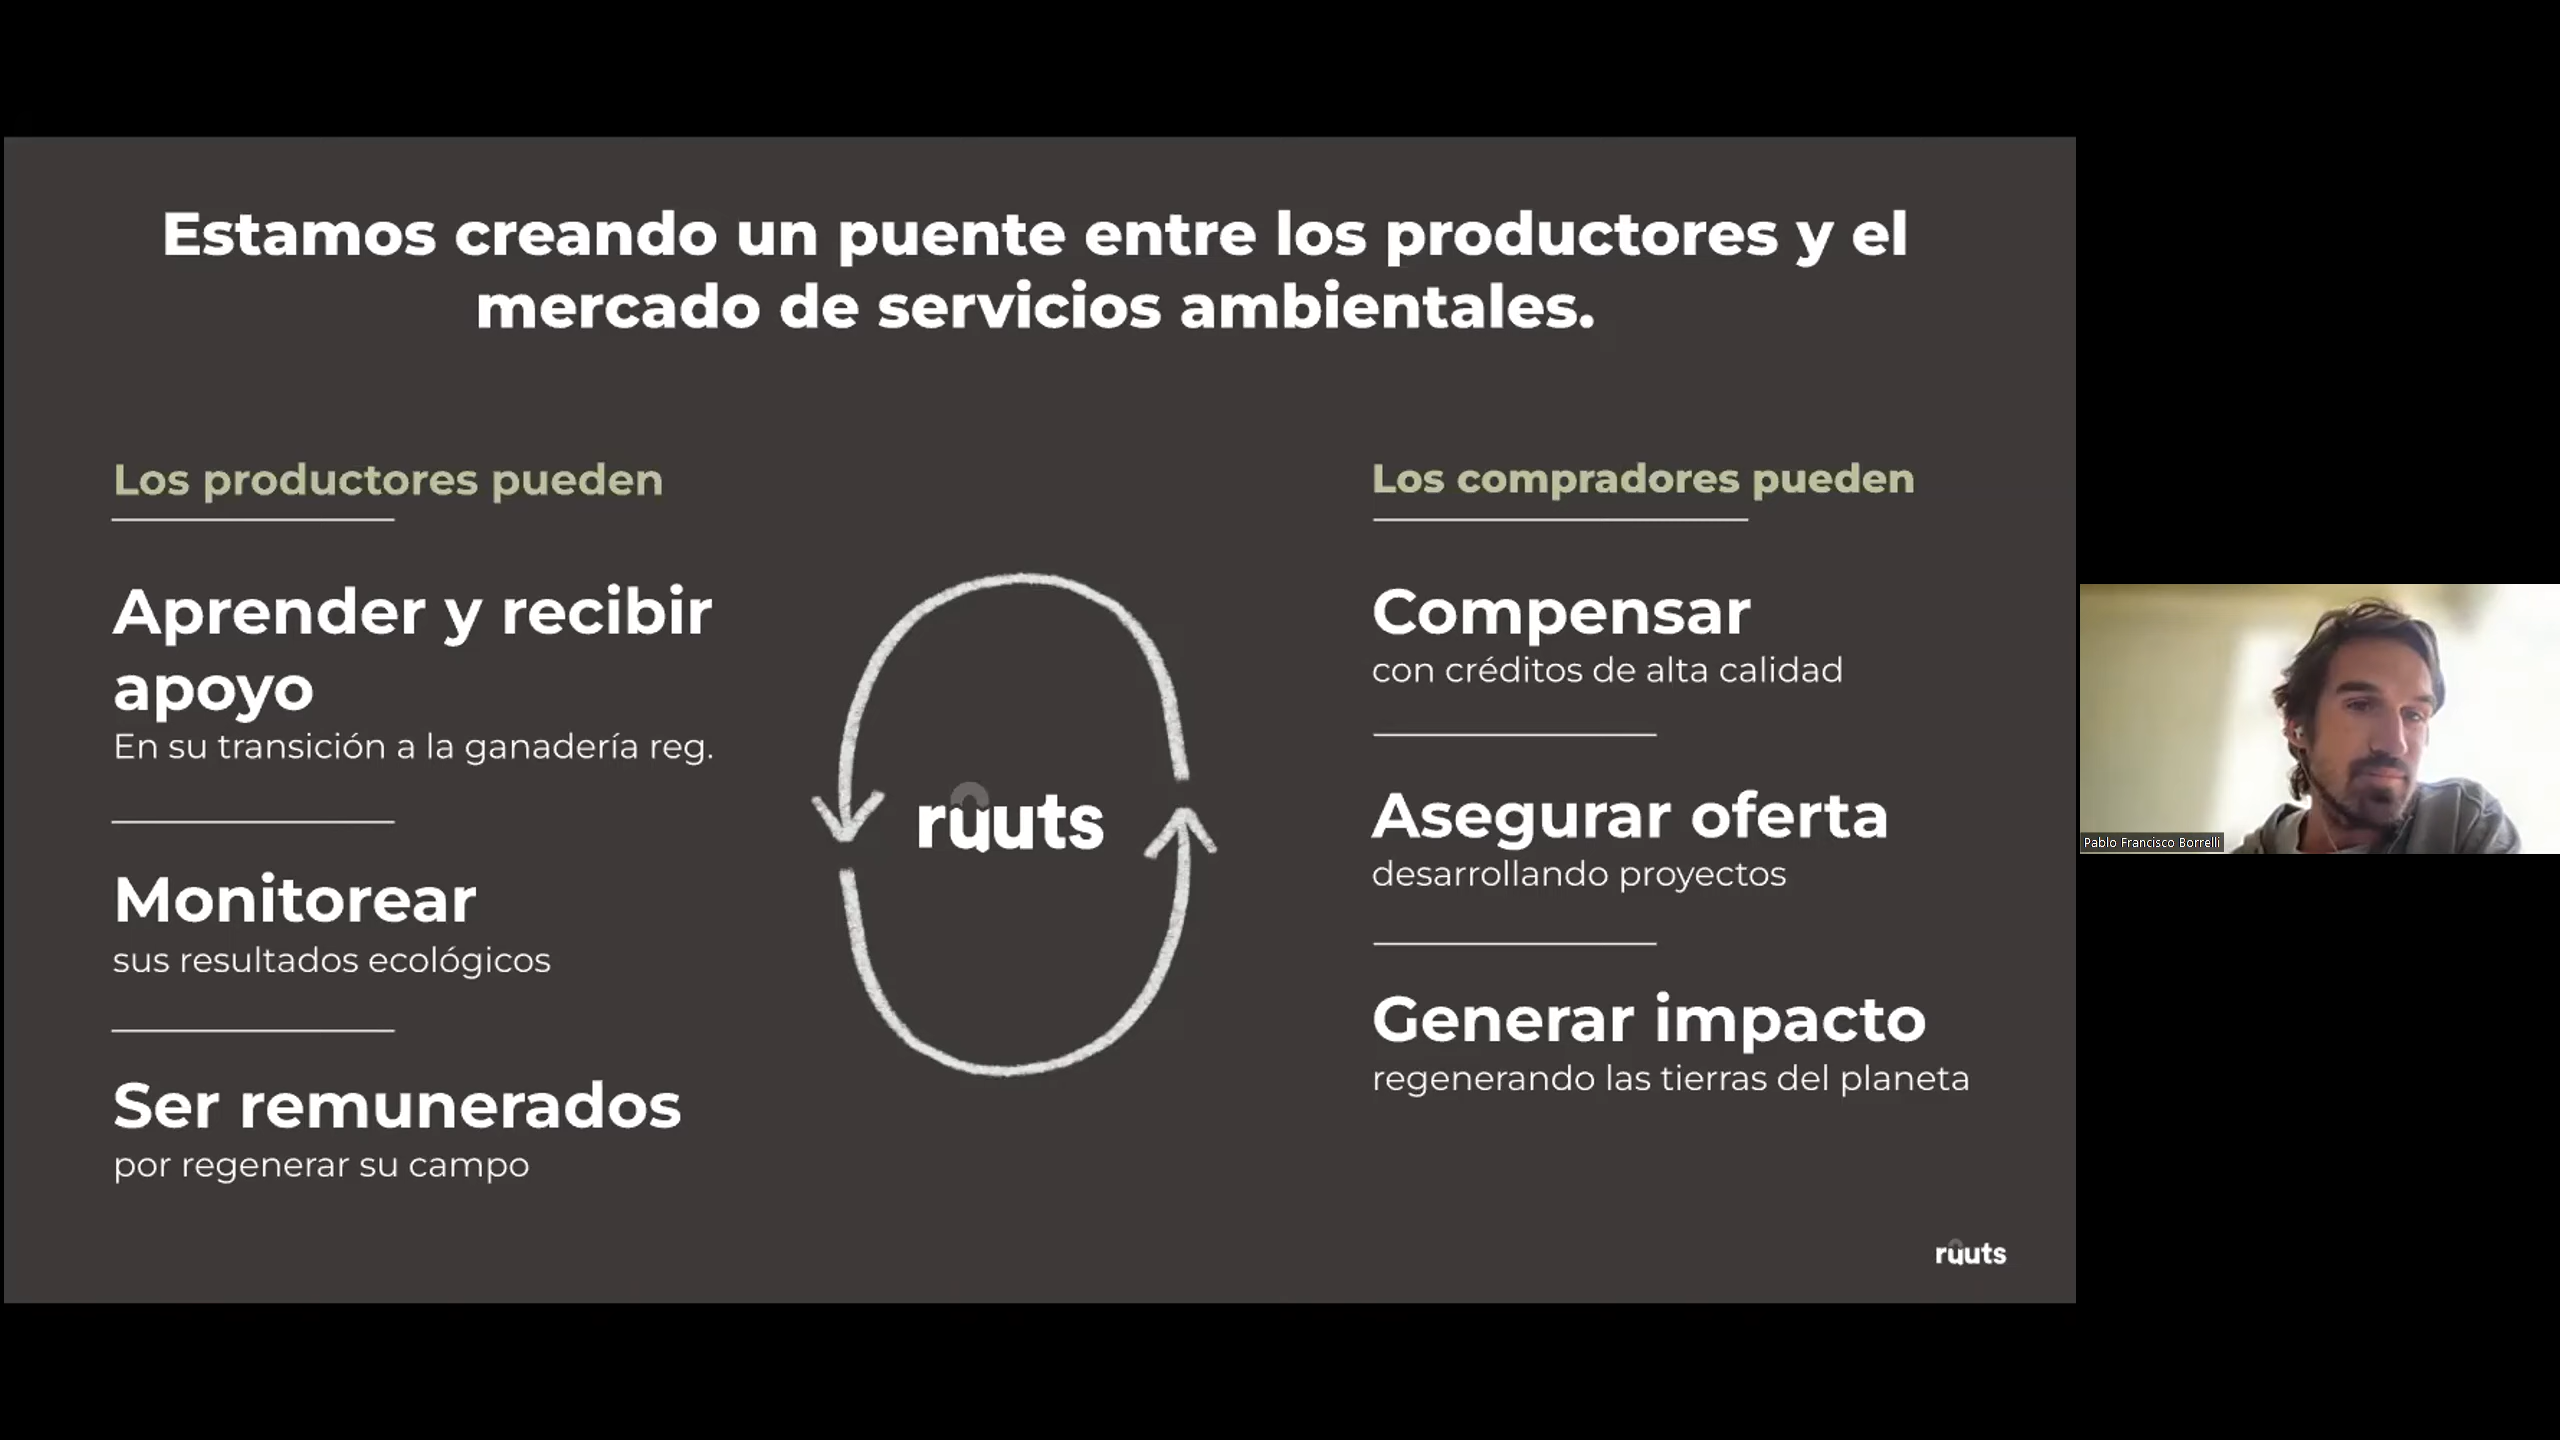 Estamos creando un puente entre los productores y el
mercado de servicios ambientales.
Los productores pueden
Aprender y recibir
apoyo
En su transición a la ganadería reg.
Monitorear
sus resultados ecológicos
Ser remunerados
por regenerar su campo
ruuts
Los compradores pueden
Compensar
con créditos de alta calidad
Asegurar oferta
desarrollando proyectos
Generar impacto
regenerando las tierras del planeta
ruuts
Pablo Francisco Borrelli